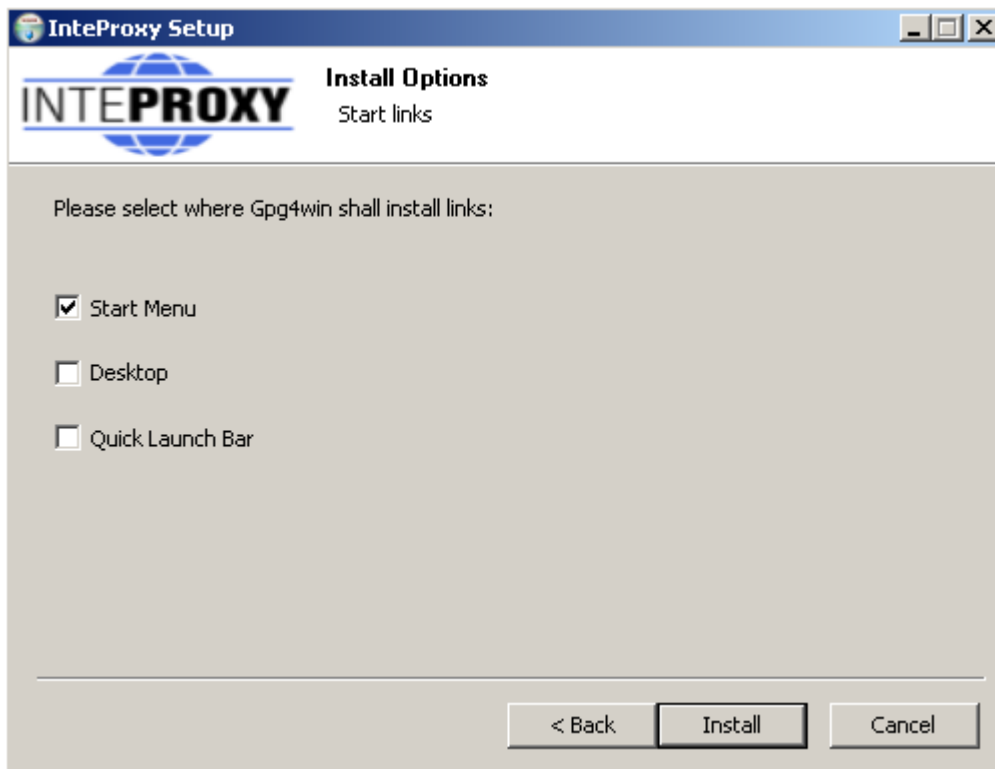 InteProxy Setup
INTEPROXY
Install Options
Start links
Please select where Gpg4win shall install links:
Start Menu
Desktop
Quick Launch Bar
< Back
Install
Cancel